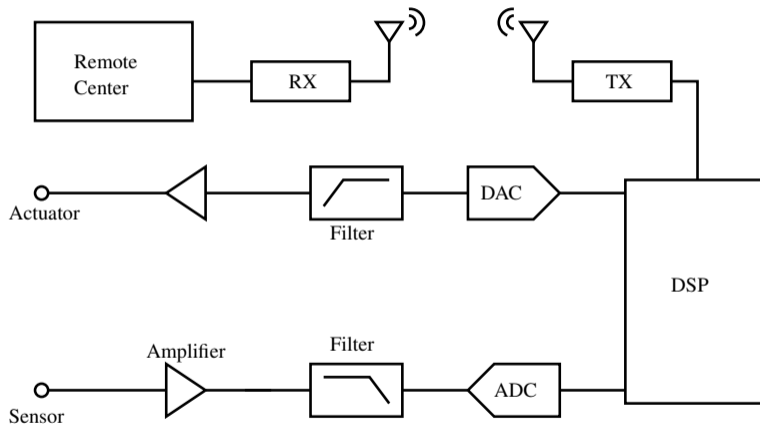 Remote
Center
RX
TX
DAC
Actuator
Filter
DSP
Amplifier
Filter
ADC
Sensor